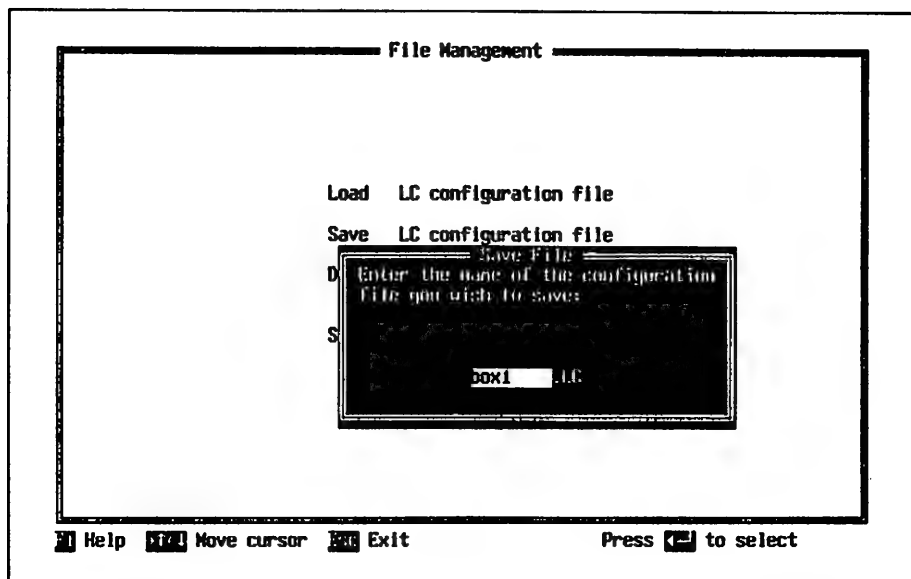 File Management
Load LC configuration file
Save LC configuration file
D
S
Save File
Enter the name of the configuration
file you wish to save:
box1 .LC
Help Move cursor Exit Press to select